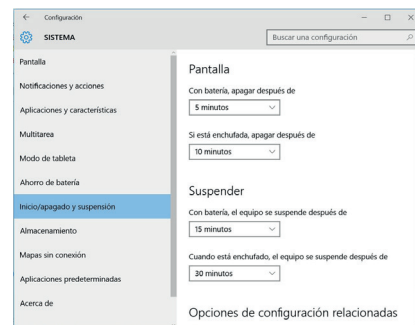 Configuración
SISTEMA
Buscar una configuración
Pantalla
Notificaciones y acciones
Aplicaciones y características
Multitarea
Modo de tableta
Ahorro de batería
Inicio/apagado y suspensión
Almacenamiento
Mapas sin conexión
Aplicaciones predeterminadas
Acerca de
Pantalla
Con batería, apagar después de
5 minutos
Si está enchufada, apagar después de
10 minutos
Suspender
Con batería, el equipo se suspende después de
15 minutos
Cuando está enchufado, el equipo se suspende después de
30 minutos
Opciones de configuración relacionadas